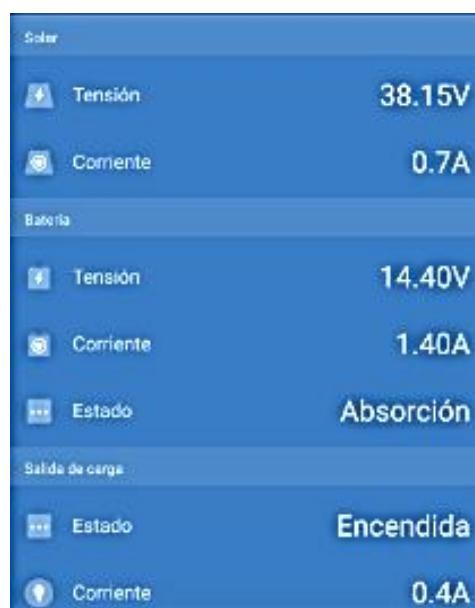 Solar
Tensión 38.15V
Corriente 0.7A
Batería
Tensión 14.40V
Corriente 1.40A
Estado Absorción
Salida de carga
Estado Encendida
Corriente 0.4A